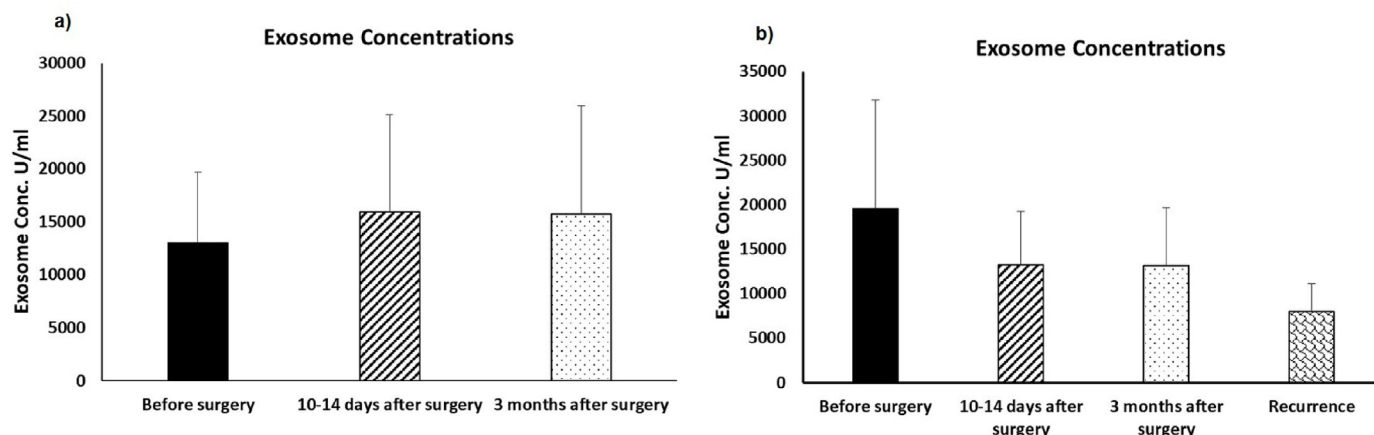 a)
Exosome Concentrations
Exosome Conc. U/ml
30000
25000
20000
15000
10000
5000
0
Before surgery
10-14 days after surgery
3 months after surgery
b)
Exosome Concentrations
Exosome Conc. U/ml
35000
30000
25000
20000
15000
10000
5000
0
Before surgery
10-14 days after
surgery
3 months after
surgery
Recurrence